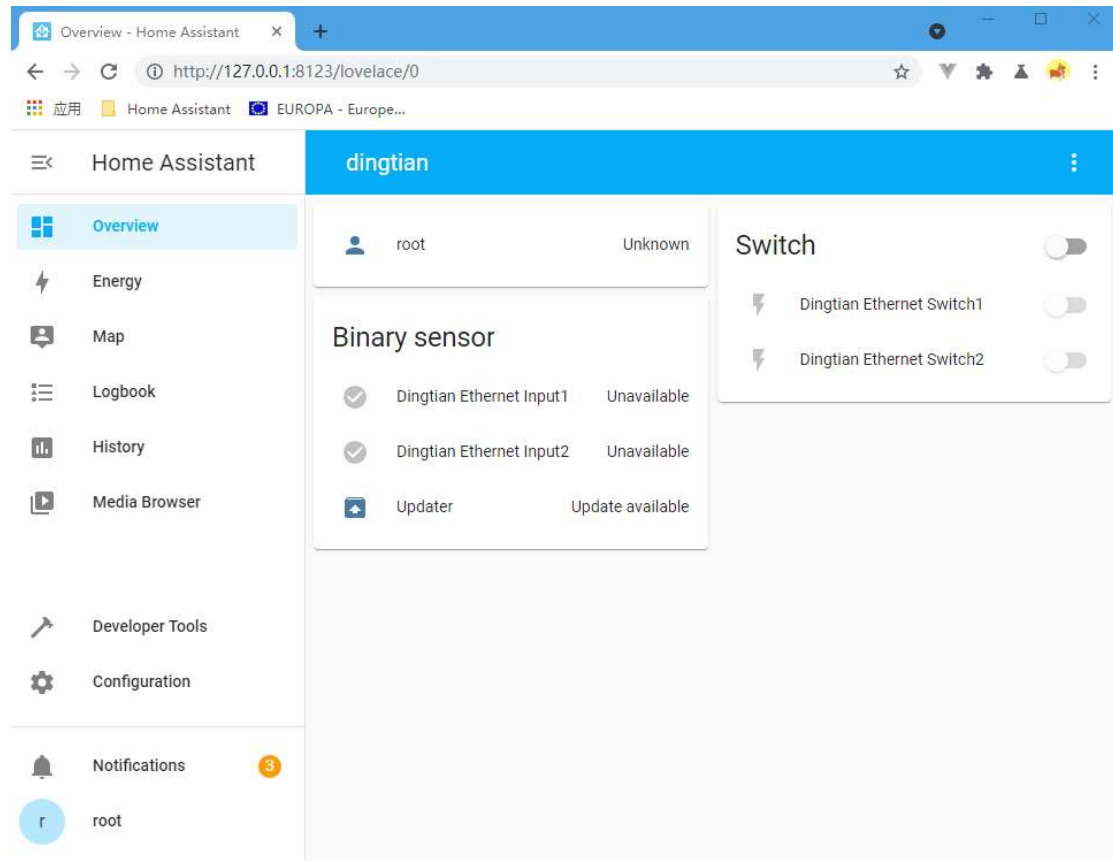 Overview - Home Assistant
http://127.0.0.1:8123/lovelace/0
应用 Home Assistant EUROPA - Europe...
Home Assistant
dingtian
Overview
Energy
Map
Logbook
History
Media Browser
Developer Tools
Configuration
Notifications 3
r root
root Unknown
Binary sensor
Dingtian Ethernet Input1 Unavailable
Dingtian Ethernet Input2 Unavailable
Updater Update available
Switch
Dingtian Ethernet Switch1
Dingtian Ethernet Switch2